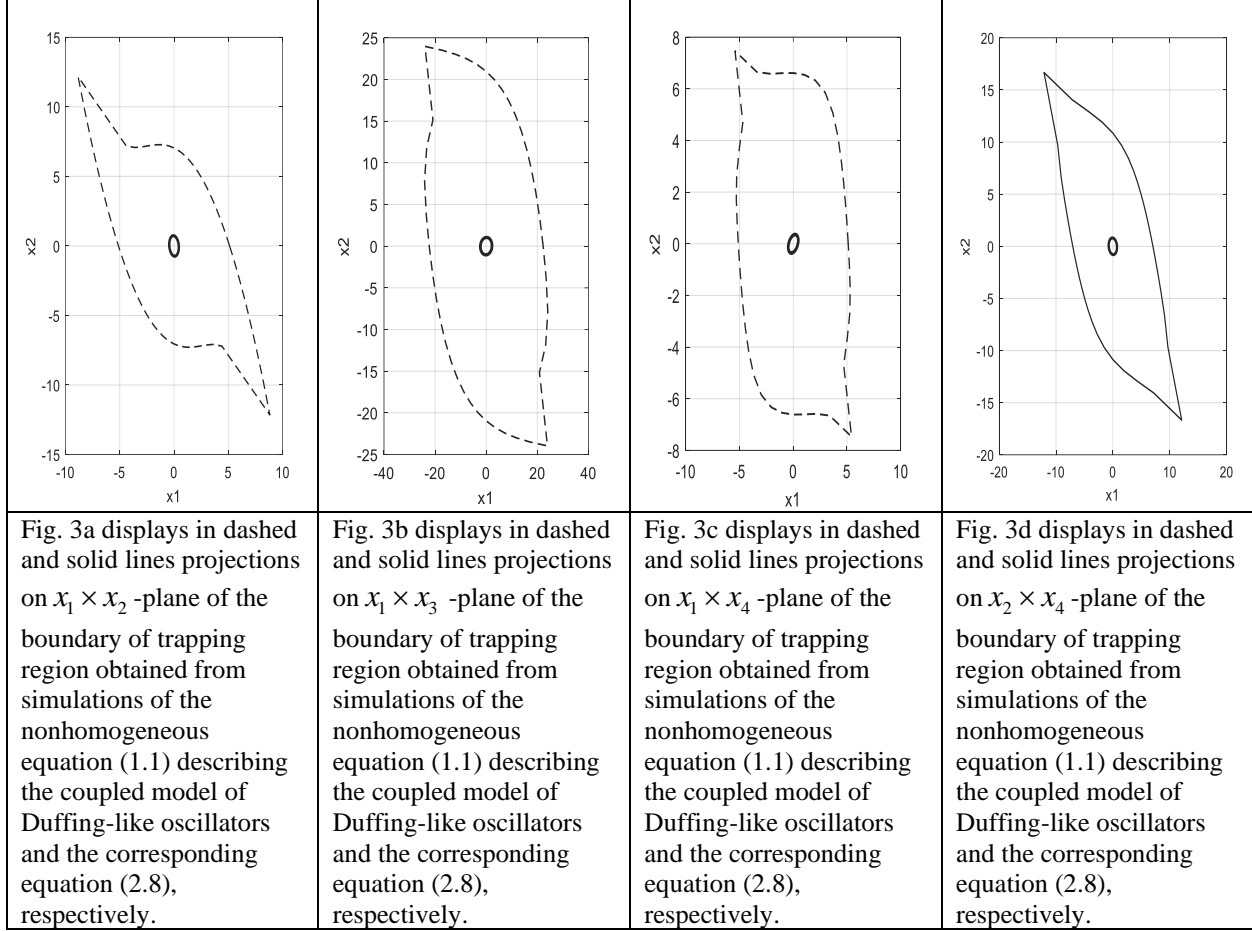 15
10
5
0
-5
-10
-15
-10
-5
0
5
10
x1
x2
25
20
15
10
5
0
-5
-10
-15
-20
-25
-40
-20
0
20
40
x1
x2
8
6
4
2
0
-2
-4
-6
-8
-10
-5
0
5
10
x1
x2
20
15
10
5
0
-5
-10
-15
-20
-20
-10
0
10
20
x1
x2
Fig. 3a displays in dashed
and solid lines projections
on x₁ × x₂ -plane of the
boundary of trapping
region obtained from
simulations of the
nonhomogeneous
equation (1.1) describing
the coupled model of
Duffing-like oscillators
and the corresponding
equation (2.8),
respectively.
Fig. 3b displays in dashed
and solid lines projections
on x₁ × x₃ -plane of the
boundary of trapping
region obtained from
simulations of the
nonhomogeneous
equation (1.1) describing
the coupled model of
Duffing-like oscillators
and the corresponding
equation (2.8),
respectively.
Fig. 3c displays in dashed
and solid lines projections
on x₁ × x₄ -plane of the
boundary of trapping
region obtained from
simulations of the
nonhomogeneous
equation (1.1) describing
the coupled model of
Duffing-like oscillators
and the corresponding
equation (2.8),
respectively.
Fig. 3d displays in dashed
and solid lines projections
on x₂ × x₄ -plane of the
boundary of trapping
region obtained from
simulations of the
nonhomogeneous
equation (1.1) describing
the coupled model of
Duffing-like oscillators
and the corresponding
equation (2.8),
respectively.